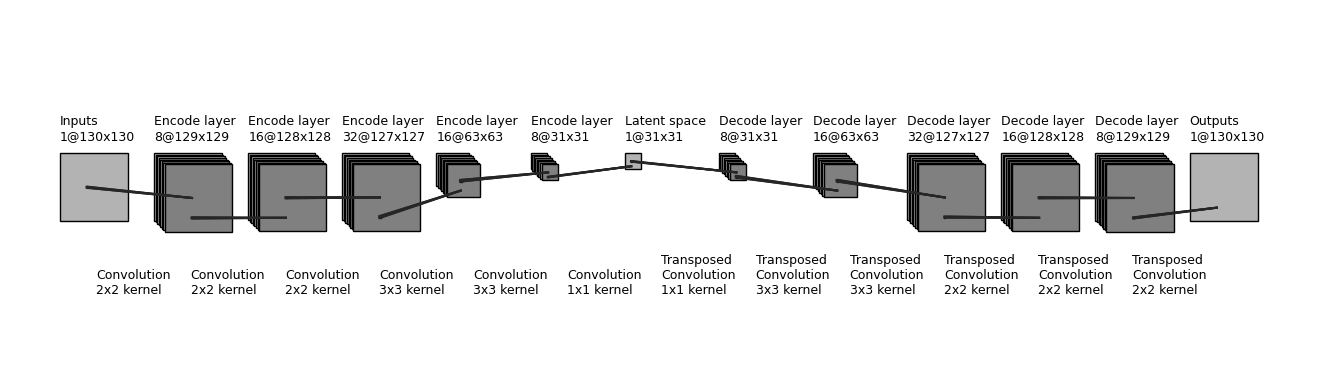 Inputs
1@130x130
Encode layer
8@129x129
Encode layer
16@128x128
Encode layer
32@127x127
Encode layer
16@63x63
Encode layer
8@31x31
Latent space
1@31x31
Decode layer
8@31x31
Decode layer
16@63x63
Decode layer
32@127x127
Decode layer
16@128x128
Decode layer
8@129x129
Outputs
1@130x130
Convolution
2x2 kernel
Convolution
2x2 kernel
Convolution
2x2 kernel
Convolution
3x3 kernel
Convolution
3x3 kernel
Convolution
1x1 kernel
Transposed
Convolution
1x1 kernel
Transposed
Convolution
3x3 kernel
Transposed
Convolution
3x3 kernel
Transposed
Convolution
2x2 kernel
Transposed
Convolution
2x2 kernel
Transposed
Convolution
2x2 kernel